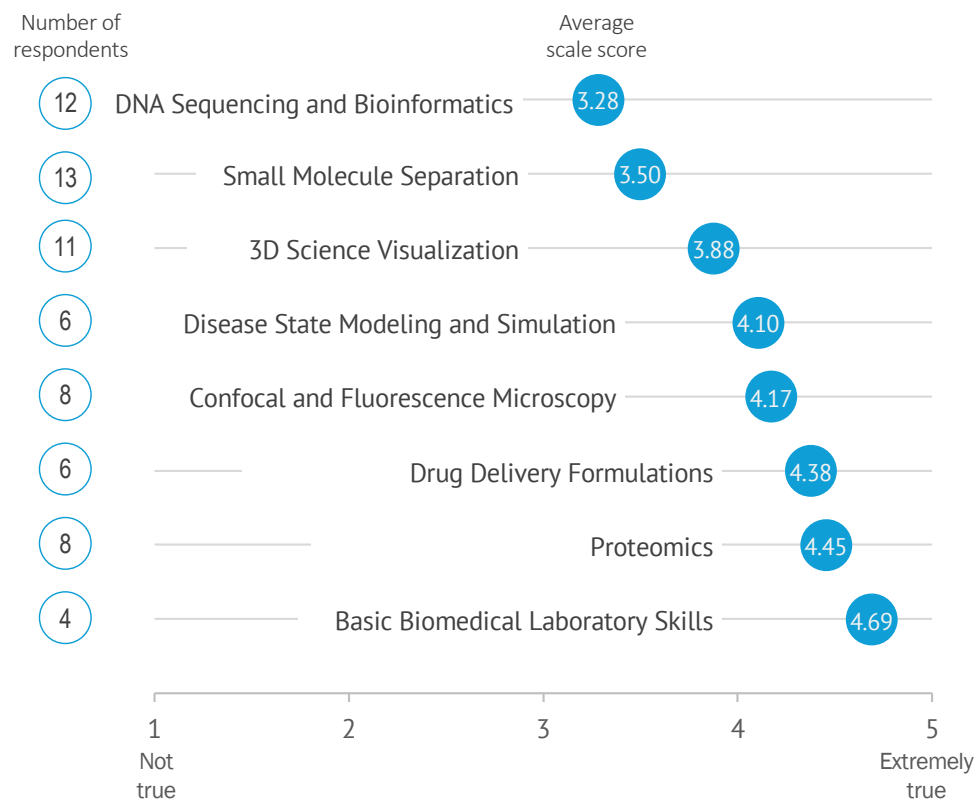 Number of
respondents
Average
scale score
12 DNA Sequencing and Bioinformatics 3.28
13 Small Molecule Separation 3.50
11 3D Science Visualization 3.88
6 Disease State Modeling and Simulation 4.10
8 Confocal and Fluorescence Microscopy 4.17
6 Drug Delivery Formulations 4.38
8 Proteomics 4.45
4 Basic Biomedical Laboratory Skills 4.69
1 2 3 4 5
Not
true
Extremely
true